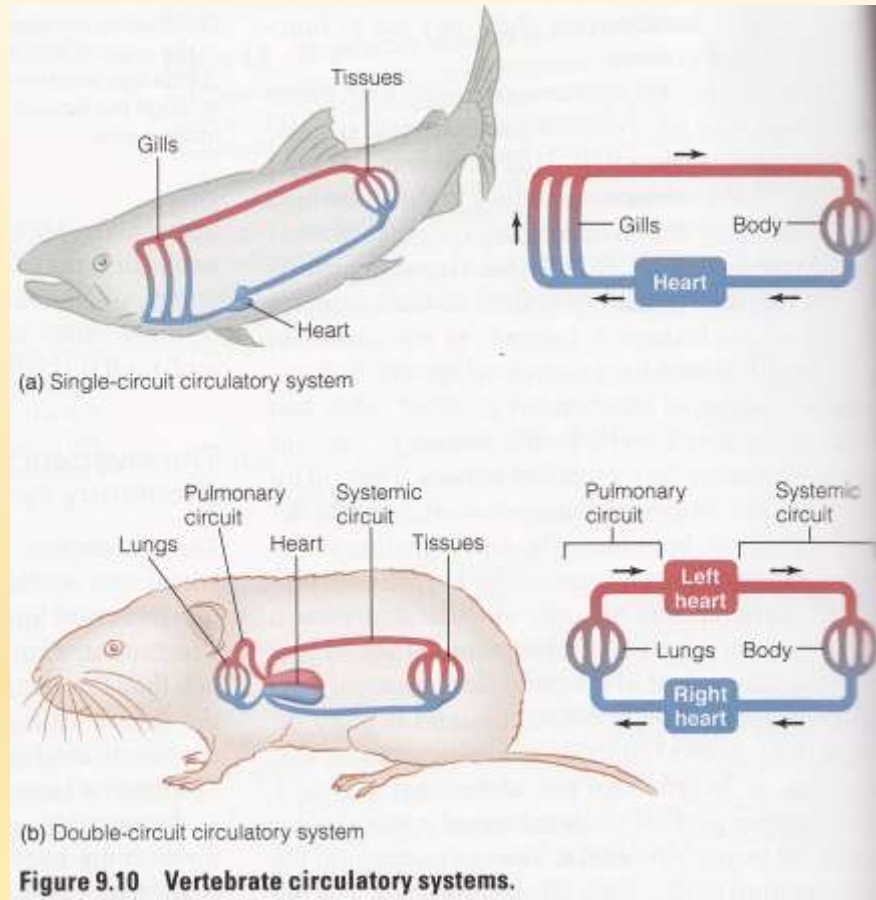 Tissues
Gills
Heart
(a) Single-circuit circulatory system
Gills
Body
Heart
Pulmonary circuit
Systemic circuit
Lungs
Heart
Tissues
(b) Double-circuit circulatory system
Pulmonary circuit
Systemic circuit
Left heart
Lungs
Body
Right heart
Figure 9.10 Vertebrate circulatory systems.